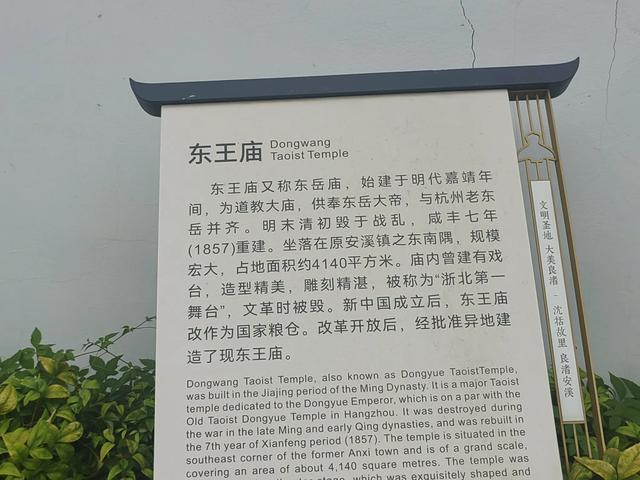 东王庙
Dongwang
Taoist Temple
东王庙又称东岳庙，始建于明代嘉靖年
间，为道教大庙，供奉东岳大帝，与杭州老东
岳并齐。明末清初毁于战乱，咸丰七年
(1857)重建。坐落在原安溪镇之东南隅，规模
宏大，占地面积约4140平方米。庙内曾建有戏
台，造型精美，雕刻精湛，被称为“浙北第一
舞台”，文革时被毁。新中国成立后，东王庙
改作为国家粮仓。改革开放后，经批准异地建
造了现东王庙。
Dongwang Taoist Temple, also known as Dongyue TaoistTemple,
was built in the Jiajing period of the Ming Dynasty. It is a major Taoist
temple dedicated to the Dongyue Emperor, which is on a par with the
Old Taoist Dongyue Temple in Hangzhou. It was destroyed during
the war in the late Ming and early Qing dynasties, and was rebuilt in
the 7th year of Xianfeng period (1857). The temple is situated in the
southeast corner of the former Anxi town and is of a grand scale,
covering an area of about 4,140 square metres. The temple was
stage, which was exquisitely shaped and
文明圣地 大美良渚 - 沈括故里 良渚安溪